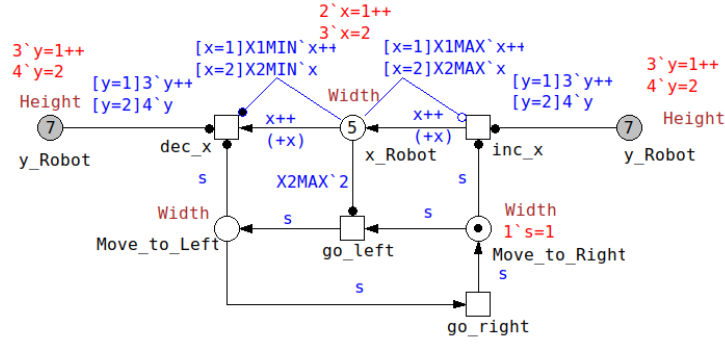 2`x=1++
3`x=2
3`y=1++
4`y=2
[x=1]X1MIN`x++
[x=2]X2MIN`x
[x=1]X1MAX`x++
[x=2]X2MAX`x
3`y=1++
4`y=2
[y=1]3`y++
[y=2]4`y
[y=1]3`y++
[y=2]4`y
Height
Width
Height
7
x++
(+x)
5
x++
(+x)
7
y_Robot
dec_x
x_Robot
inc_x
y_Robot
s
X2MAX`2
s
Width
s
s
Width
1`s=1
Move_to_Left
go_left
Move_to_Right
s
s
go_right